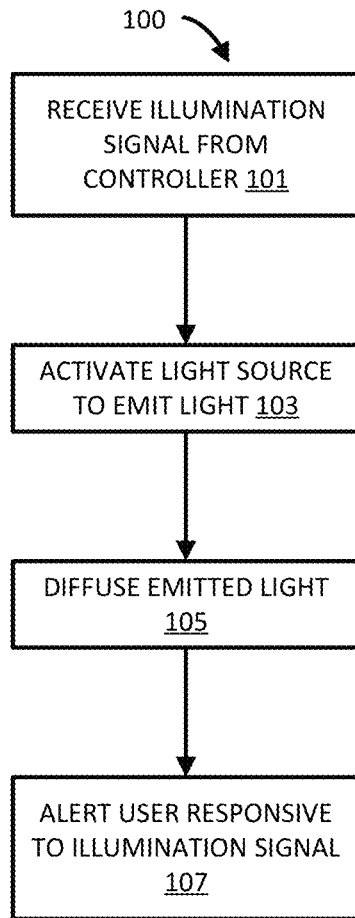 100
RECEIVE ILLUMINATION
SIGNAL FROM
CONTROLLER 101
ACTIVATE LIGHT SOURCE
TO EMIT LIGHT 103
DIFFUSE EMITTED LIGHT
105
ALERT USER RESPONSIVE
TO ILLUMINATION SIGNAL
107